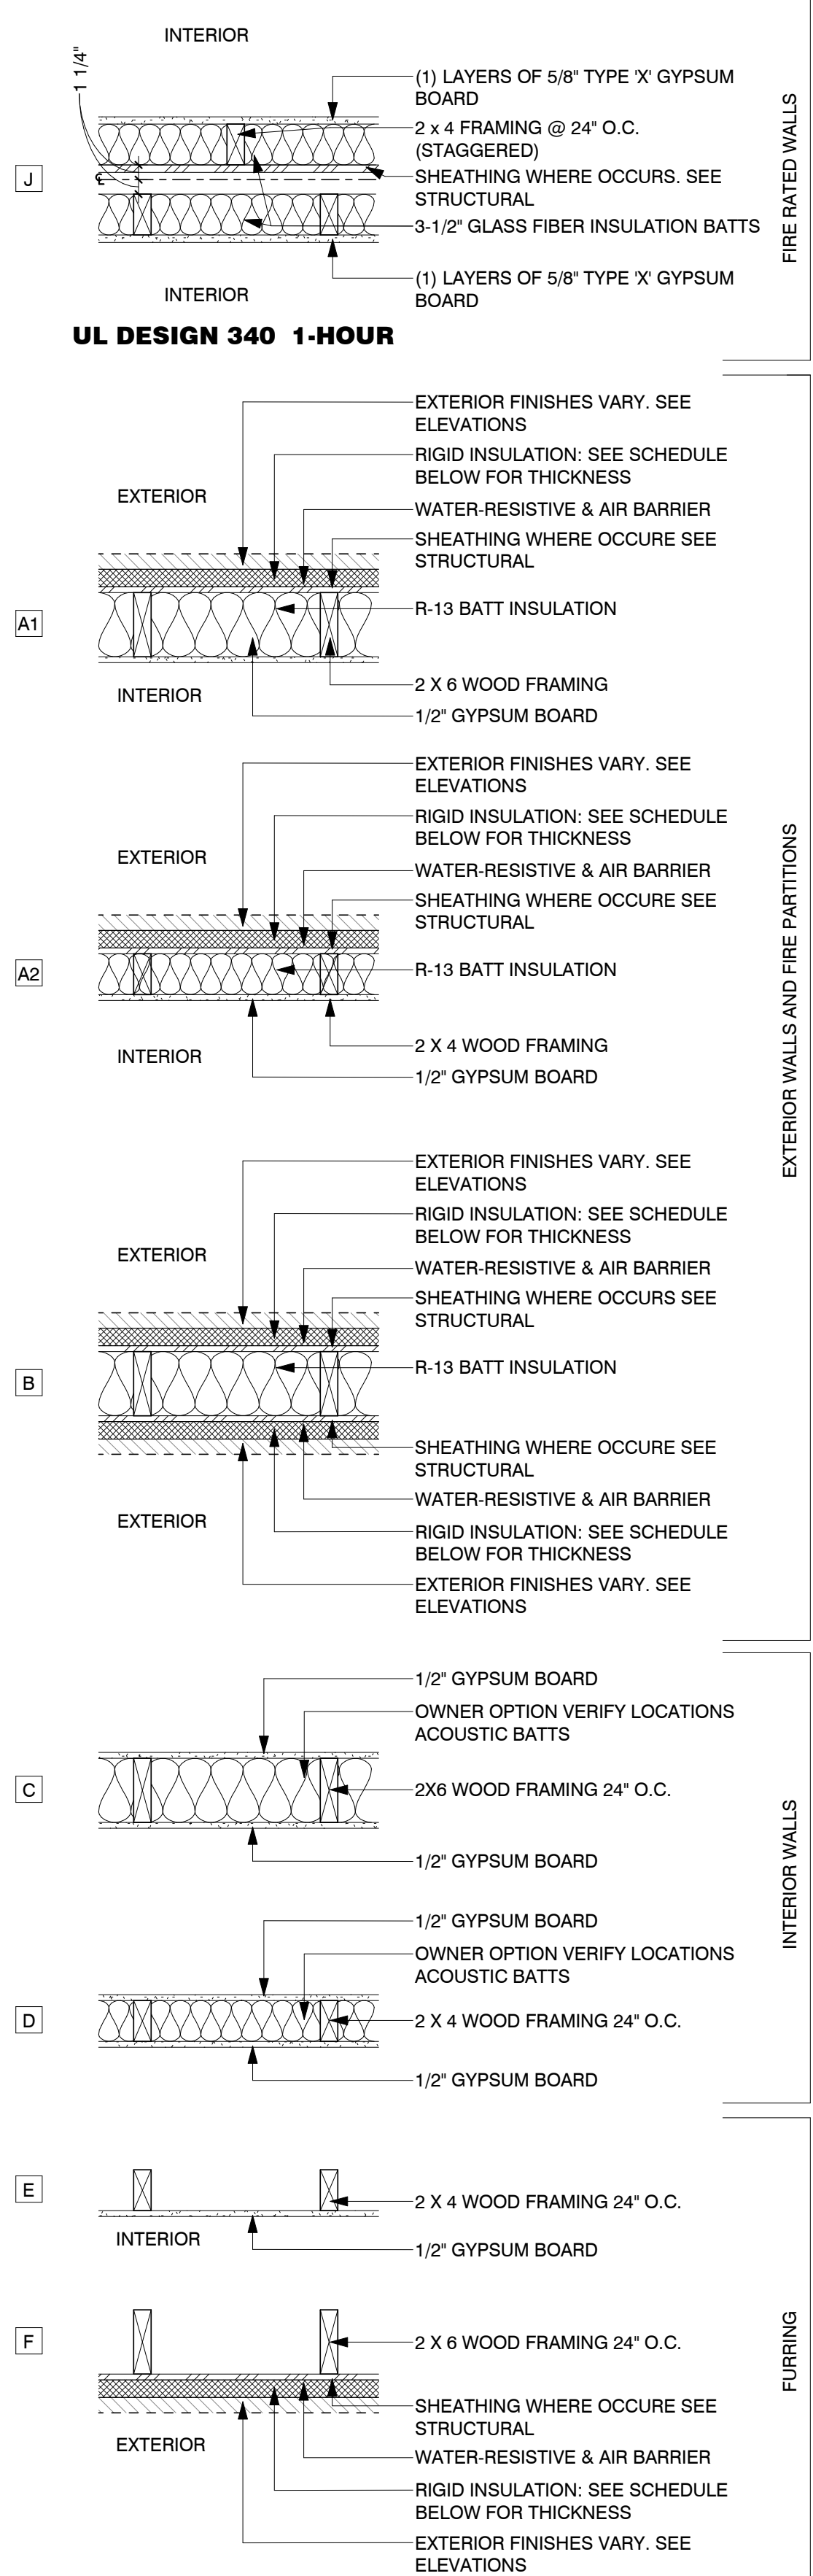 INTERIOR
1 1/4"
(1) LAYERS OF 5/8" TYPE 'X' GYPSUM
BOARD
2 x 4 FRAMING @ 24" O.C.
(STAGGERED)
J
℄
SHEATHING WHERE OCCURS. SEE
STRUCTURAL
3-1/2" GLASS FIBER INSULATION BATTS
INTERIOR
(1) LAYERS OF 5/8" TYPE 'X' GYPSUM
BOARD
UL DESIGN 340 1-HOUR
FIRE RATED WALLS
EXTERIOR FINISHES VARY. SEE
ELEVATIONS
RIGID INSULATION: SEE SCHEDULE
BELOW FOR THICKNESS
EXTERIOR
WATER-RESISTIVE & AIR BARRIER
SHEATHING WHERE OCCURE SEE
STRUCTURAL
A1
R-13 BATT INSULATION
INTERIOR
2 X 6 WOOD FRAMING
1/2" GYPSUM BOARD
EXTERIOR FINISHES VARY. SEE
ELEVATIONS
RIGID INSULATION: SEE SCHEDULE
BELOW FOR THICKNESS
EXTERIOR
WATER-RESISTIVE & AIR BARRIER
SHEATHING WHERE OCCURE SEE
STRUCTURAL
A2
R-13 BATT INSULATION
INTERIOR
2 X 4 WOOD FRAMING
1/2" GYPSUM BOARD
EXTERIOR WALLS AND FIRE PARTITIONS
EXTERIOR FINISHES VARY. SEE
ELEVATIONS
RIGID INSULATION: SEE SCHEDULE
BELOW FOR THICKNESS
EXTERIOR
WATER-RESISTIVE & AIR BARRIER
SHEATHING WHERE OCCURS SEE
STRUCTURAL
B
R-13 BATT INSULATION
SHEATHING WHERE OCCURE SEE
STRUCTURAL
WATER-RESISTIVE & AIR BARRIER
EXTERIOR
RIGID INSULATION: SEE SCHEDULE
BELOW FOR THICKNESS
EXTERIOR FINISHES VARY. SEE
ELEVATIONS
1/2" GYPSUM BOARD
OWNER OPTION VERIFY LOCATIONS
ACOUSTIC BATTS
C
2X6 WOOD FRAMING 24" O.C.
1/2" GYPSUM BOARD
INTERIOR WALLS
1/2" GYPSUM BOARD
OWNER OPTION VERIFY LOCATIONS
ACOUSTIC BATTS
D
2 X 4 WOOD FRAMING 24" O.C.
1/2" GYPSUM BOARD
E
2 X 4 WOOD FRAMING 24" O.C.
INTERIOR
1/2" GYPSUM BOARD
F
2 X 6 WOOD FRAMING 24" O.C.
FURRING
SHEATHING WHERE OCCURE SEE
STRUCTURAL
EXTERIOR
WATER-RESISTIVE & AIR BARRIER
RIGID INSULATION: SEE SCHEDULE
BELOW FOR THICKNESS
EXTERIOR FINISHES VARY. SEE
ELEVATIONS